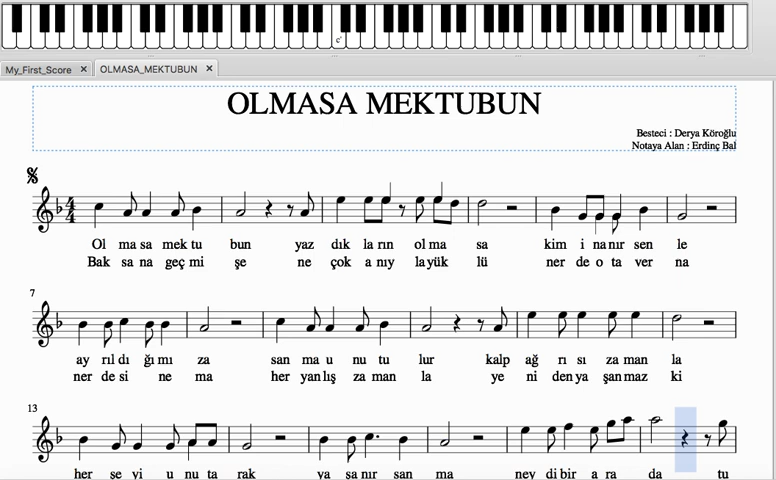 c'
My_First_Score × OLMASA_MEKTUBUN ×
OLMASA MEKTUBUN
Besteci : Derya Köroğlu
Notaya Alan : Erdinç Bal
Ol ma sa mek tu bun yaz dık la rın ol ma sa kim i na nır sen le
Bak sa na geç mi şe ne çok a nıy la yük lü ner de o ta ver na
7
ay rıl dı ğı mı za san ma u nu tu lur kalp ağ rı sı za man la
ner de si ne ma her yan lış za man la ye ni den ya şan maz ki
13
her şe yi u nu ta rak ya sa nır san ma ney di bir a ra da tu